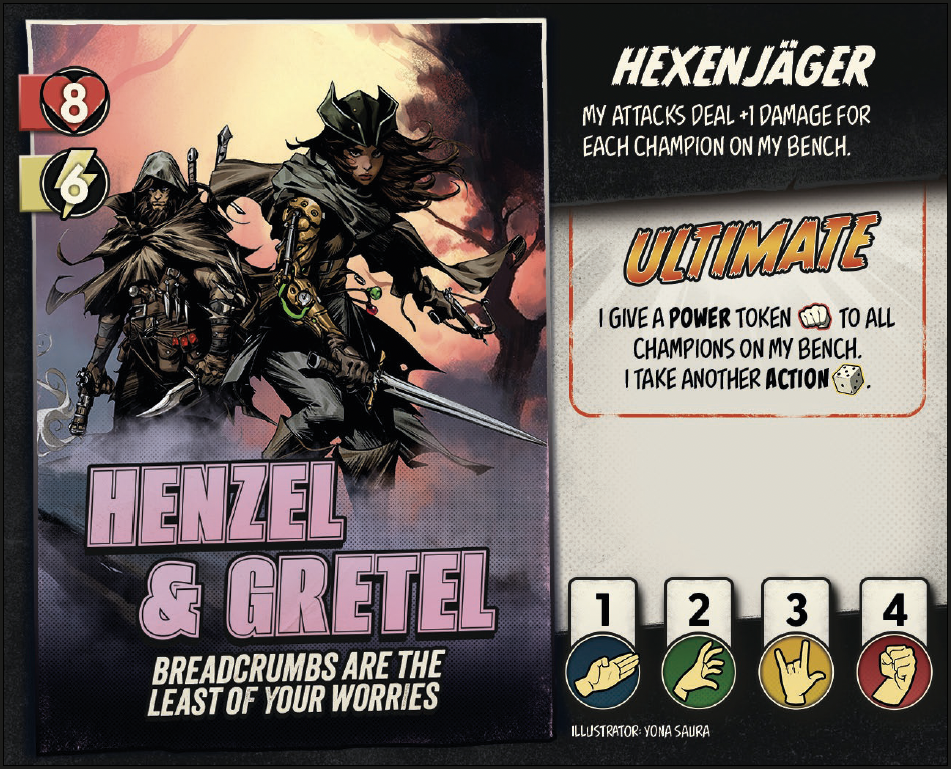 8
6
HENZEL
& GRETEL
BREADCRUMBS ARE THE
LEAST OF YOUR WORRIES
HEXENJÄGER
MY ATTACKS DEAL +1 DAMAGE FOR
EACH CHAMPION ON MY BENCH.
ULTIMATE
I GIVE A POWER TOKEN TO ALL
CHAMPIONS ON MY BENCH.
I TAKE ANOTHER ACTION .
1 2 3 4
ILLUSTRATOR: YONA SAURA